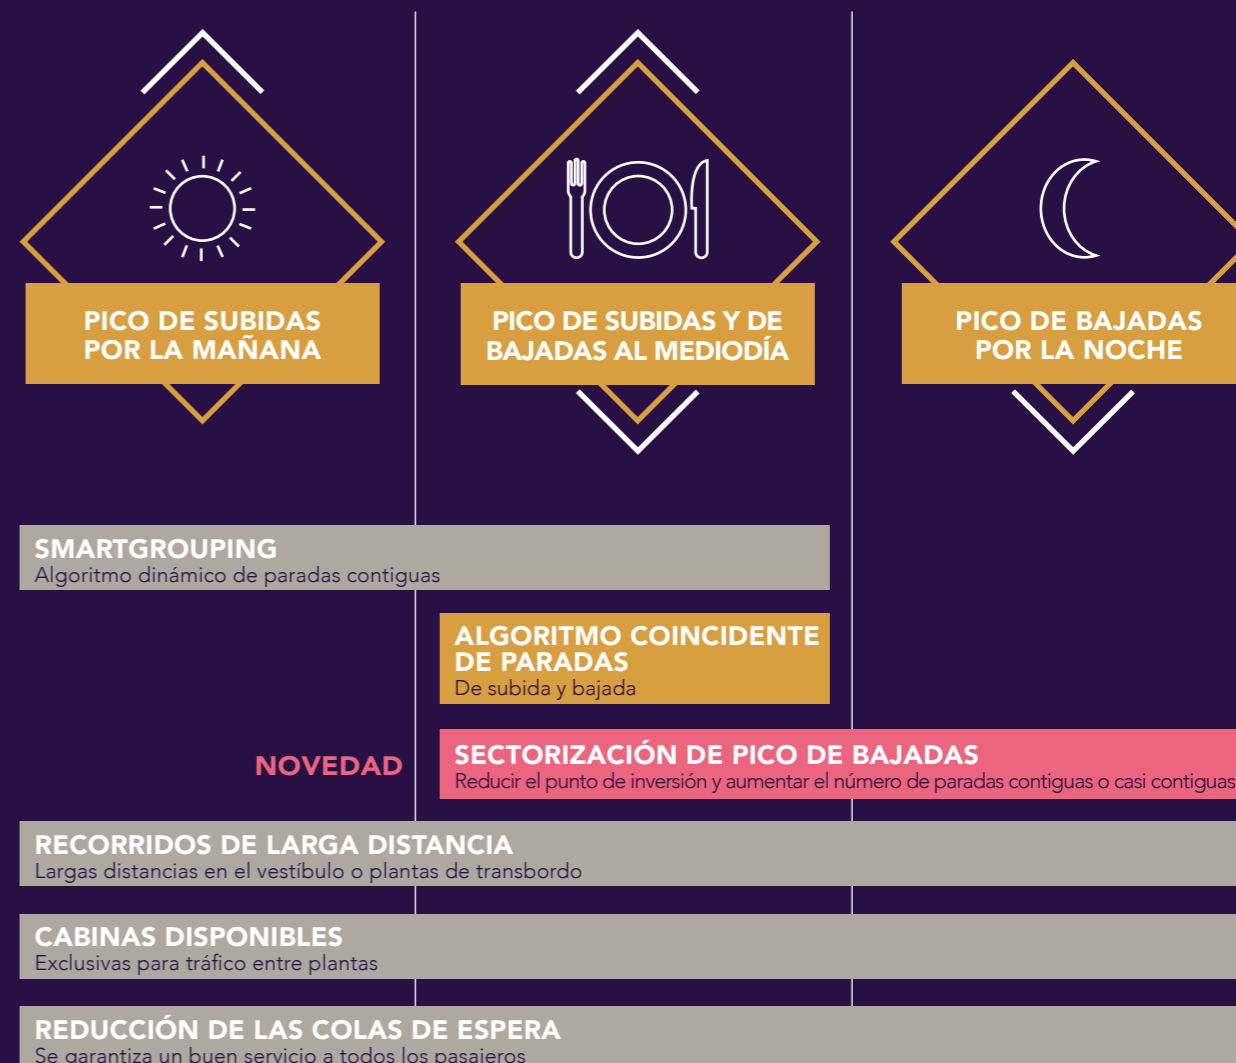 PICO DE SUBIDAS
POR LA MAÑANA
PICO DE SUBIDAS Y DE
BAJADAS AL MEDIODÍA
PICO DE BAJADAS
POR LA NOCHE
SMARTGROUPING
Algoritmo dinámico de paradas contiguas
ALGORITMO COINCIDENTE
DE PARADAS
De subida y bajada
NOVEDAD
SECTORIZACIÓN DE PICO DE BAJADAS
Reducir el punto de inversión y aumentar el número de paradas contiguas o casi contiguas
RECORRIDOS DE LARGA DISTANCIA
Largas distancias en el vestíbulo o plantas de transbordo
CABINAS DISPONIBLES
Exclusivas para tráfico entre plantas
REDUCCIÓN DE LAS COLAS DE ESPERA
Se garantiza un buen servicio a todos los pasajeros